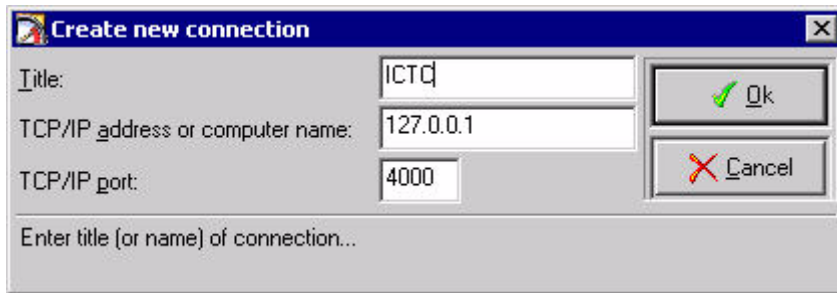 Create new connection
Title:
ICTC
Ok
TCP/IP address or computer name:
127.0.0.1
Cancel
TCP/IP port:
4000
Enter title (or name) of connection...